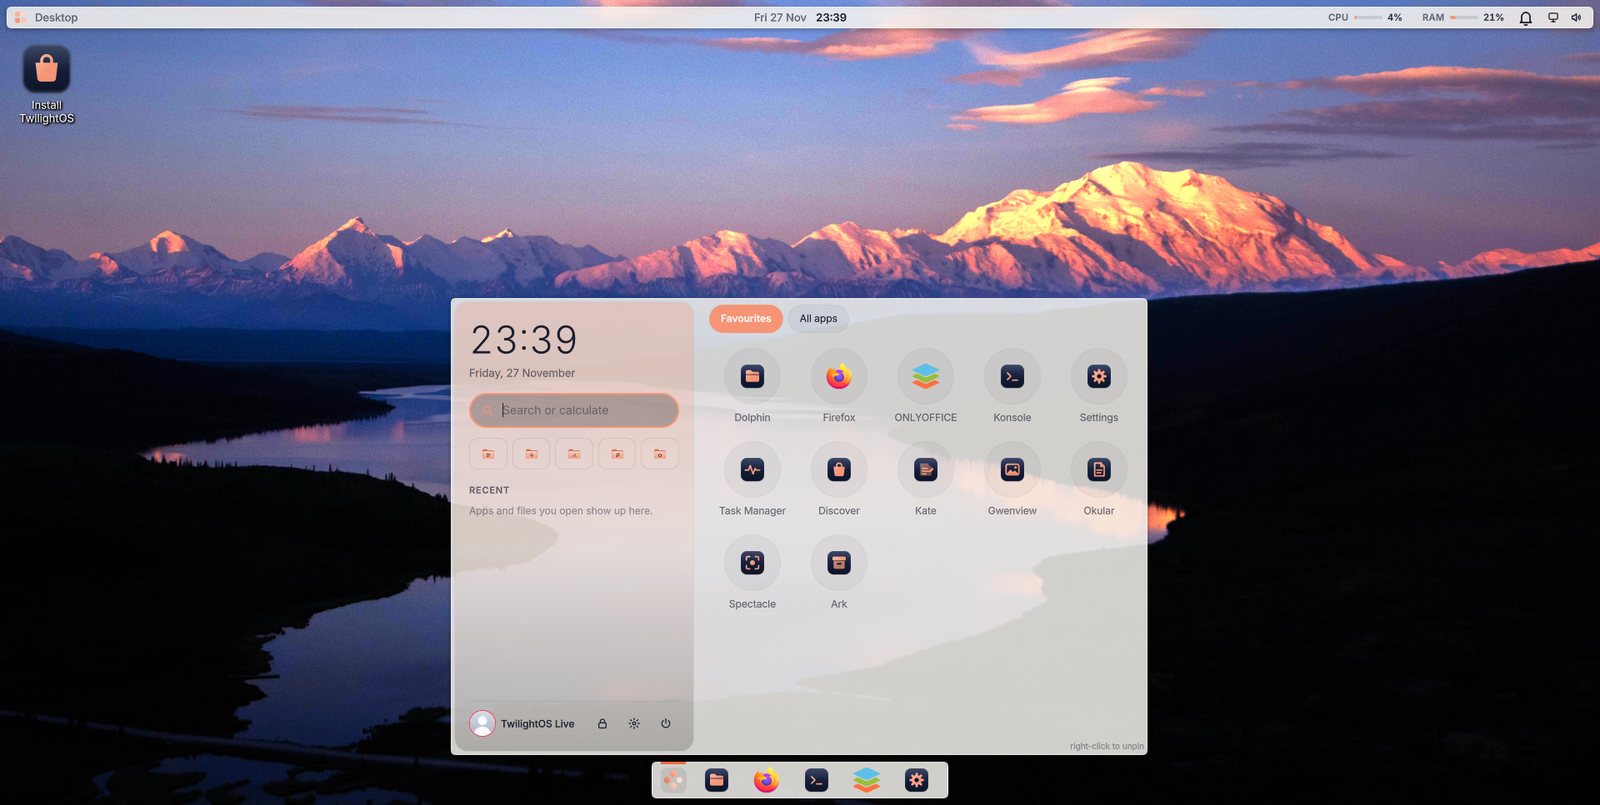 Desktop
Fri 27 Nov 23:39
CPU 4% RAM 21%
Install
TwilightOS
23:39
Friday, 27 November
Search or calculate
RECENT
Apps and files you open show up here.
TwilightOS Live
Favourites All apps
Dolphin Firefox ONLYOFFICE Konsole Settings
Task Manager Discover Kate Gwenview Okular
Spectacle Ark
right-click to unpin